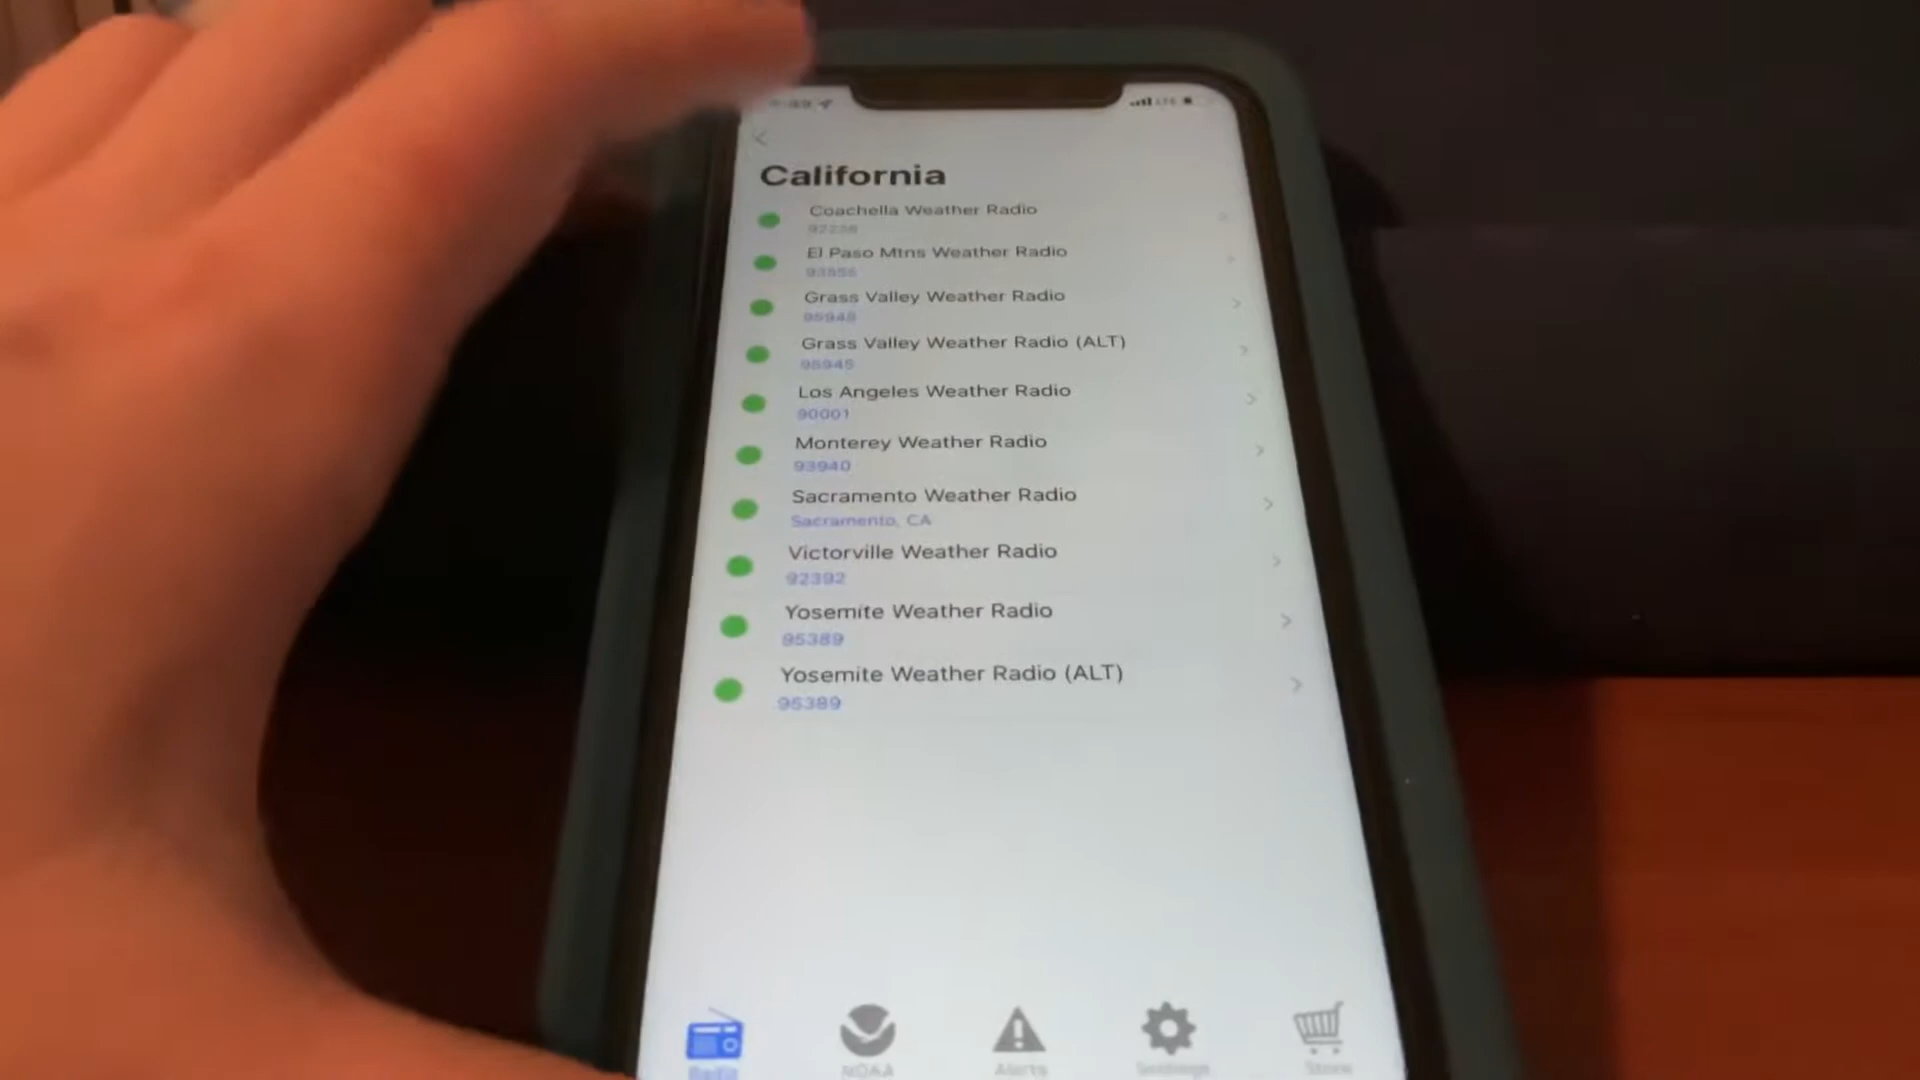 California
Coachella Weather Radio
92236
El Paso Mtns Weather Radio
93555
Grass Valley Weather Radio
95945
Grass Valley Weather Radio (ALT)
95945
Los Angeles Weather Radio
90001
Monterey Weather Radio
93940
Sacramento Weather Radio
Sacramento, CA
Victorville Weather Radio
92392
Yosemite Weather Radio
95389
Yosemite Weather Radio (ALT)
95389
Radio NOAA Alerts Settings Store